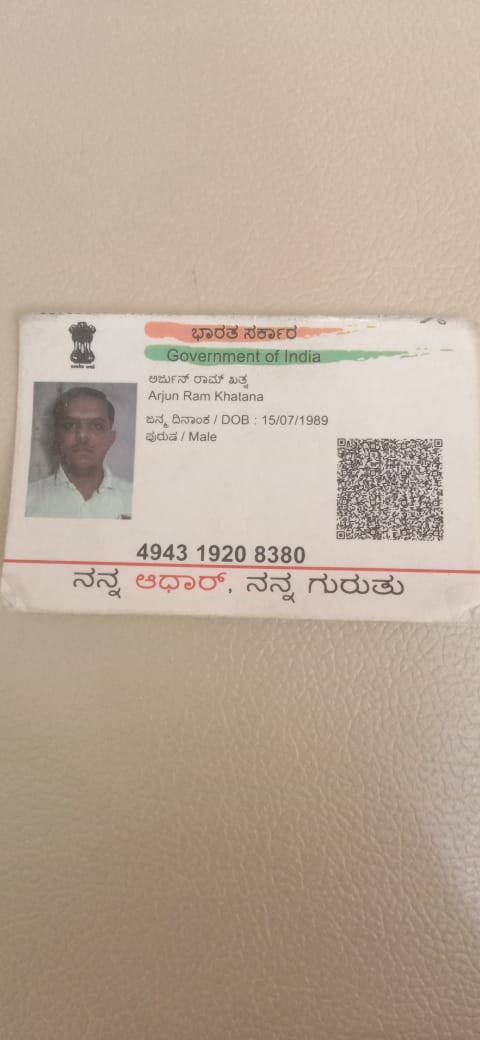 ಭಾರತ ಸರ್ಕಾರ
Government of India
ಅರ್ಜುನ್ ರಾಮ್ ಖತ್ನ
Arjun Ram Khatana
ಜನ್ಮ ದಿನಾಂಕ / DOB : 15/07/1989
ಪುರುಷ / Male
4943 1920 8380
ನನ್ನ ಆಧಾರ್, ನನ್ನ ಗುರುತು